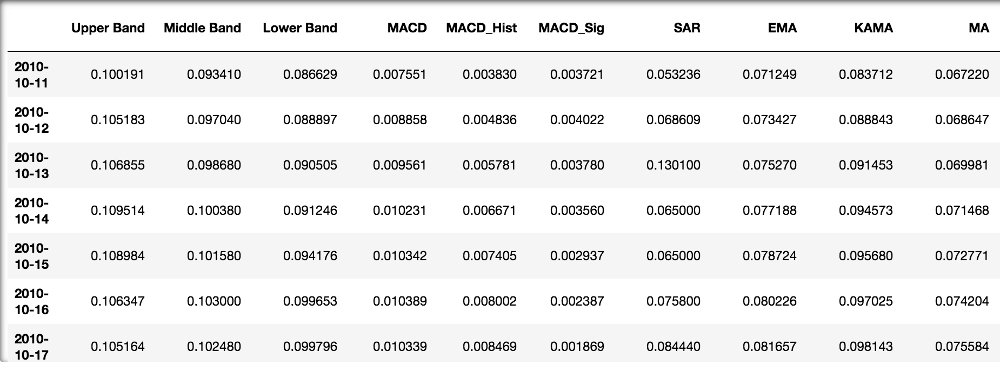 Upper Band Middle Band Lower Band MACD MACD_Hist MACD_Sig SAR EMA KAMA MA
2010-
10-11 0.100191 0.093410 0.086629 0.007551 0.003830 0.003721 0.053236 0.071249 0.083712 0.067220
2010-
10-12 0.105183 0.097040 0.088897 0.008858 0.004836 0.004022 0.068609 0.073427 0.088843 0.068647
2010-
10-13 0.106855 0.098680 0.090505 0.009561 0.005781 0.003780 0.130100 0.075270 0.091453 0.069981
2010-
10-14 0.109514 0.100380 0.091246 0.010231 0.006671 0.003560 0.065000 0.077188 0.094573 0.071468
2010-
10-15 0.108984 0.101580 0.094176 0.010342 0.007405 0.002937 0.065000 0.078724 0.095680 0.072771
2010-
10-16 0.106347 0.103000 0.099653 0.010389 0.008002 0.002387 0.075800 0.080226 0.097025 0.074204
2010-
10-17 0.105164 0.102480 0.099796 0.010339 0.008469 0.001869 0.084440 0.081657 0.098143 0.075584